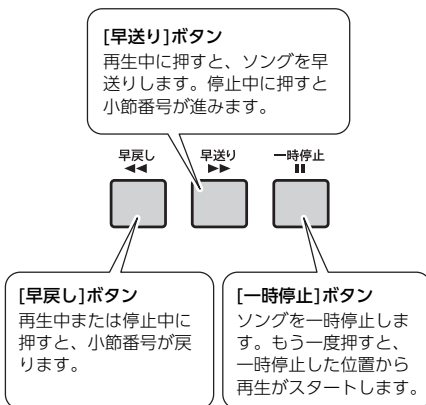 [早送り]ボタン
再生中に押すと、ソングを早
送りします。停止中に押すと
小節番号が進みます。
早戻し
早送り
一時停止
[早戻し]ボタン
再生中または停止中に
押すと、小節番号が戻
ります。
[一時停止]ボタン
ソングを一時停止しま
す。もう一度押すと、
一時停止した位置から
再生がスタートします。